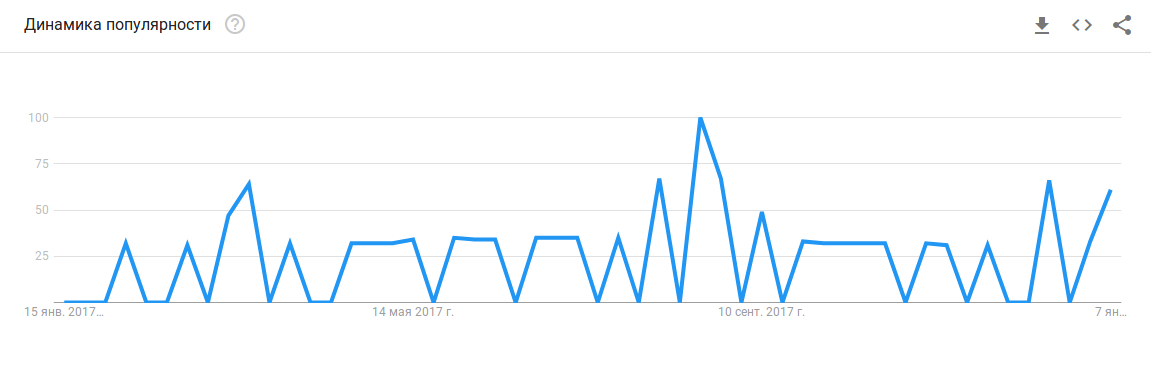 Динамика популярности ?
100
75
50
25
15 янв. 2017…
14 мая 2017 г.
10 сент. 2017 г.
7 ян…